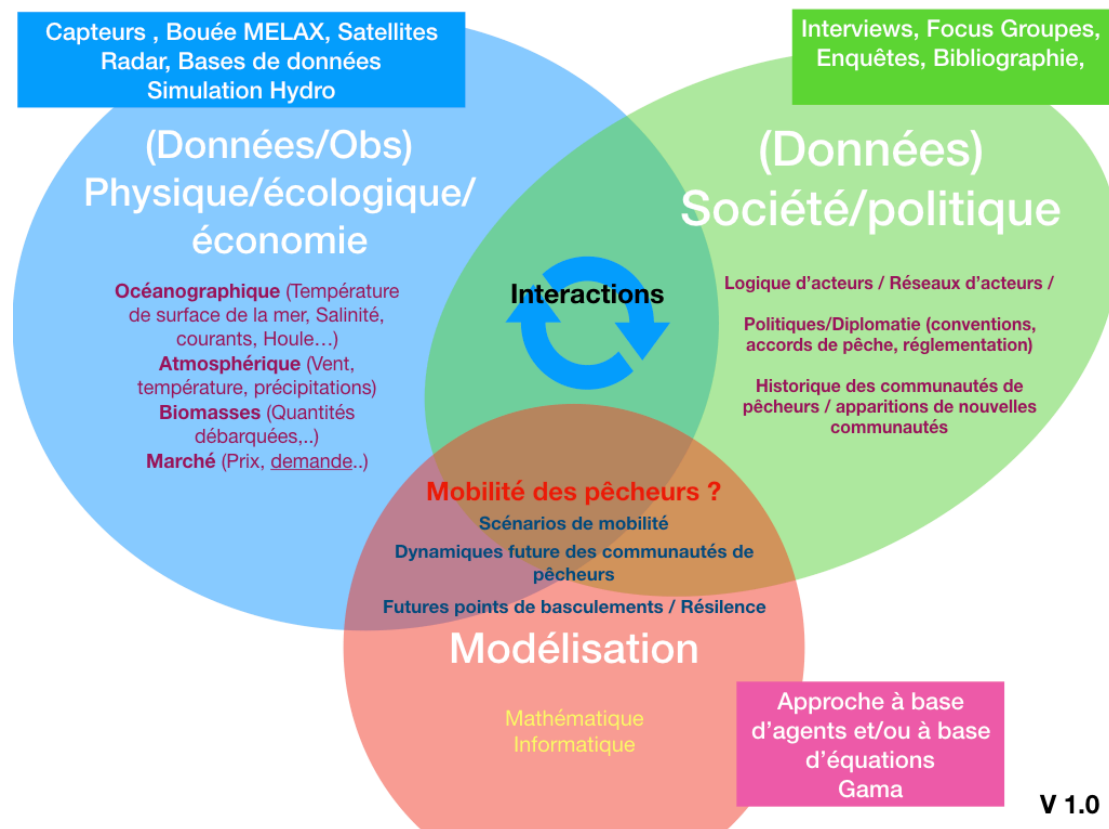 Capteurs , Bouée MELAX, Satellites
Radar, Bases de données
Simulation Hydro
Interviews, Focus Groupes,
Enquêtes, Bibliographie,
(Données/Obs)
Physique/écologique/
économie
(Données)
Société/politique
Océanographique (Température
de surface de la mer, Salinité,
courants, Houle…)
Atmosphérique (Vent,
température, précipitations)
Biomasses (Quantités
débarquées,..)
Marché (Prix, demande..)
Interactions
Logique d'acteurs / Réseaux d'acteurs /
Politiques/Diplomatie (conventions,
accords de pêche, réglementation)
Historique des communautés de
pêcheurs / apparitions de nouvelles
communautés
Mobilité des pêcheurs ?
Scénarios de mobilité
Dynamiques future des communautés de
pêcheurs
Futures points de basculements / Résilence
Modélisation
Mathématique
Informatique
Approche à base
d'agents et/ou à base
d'équations
Gama
V 1.0